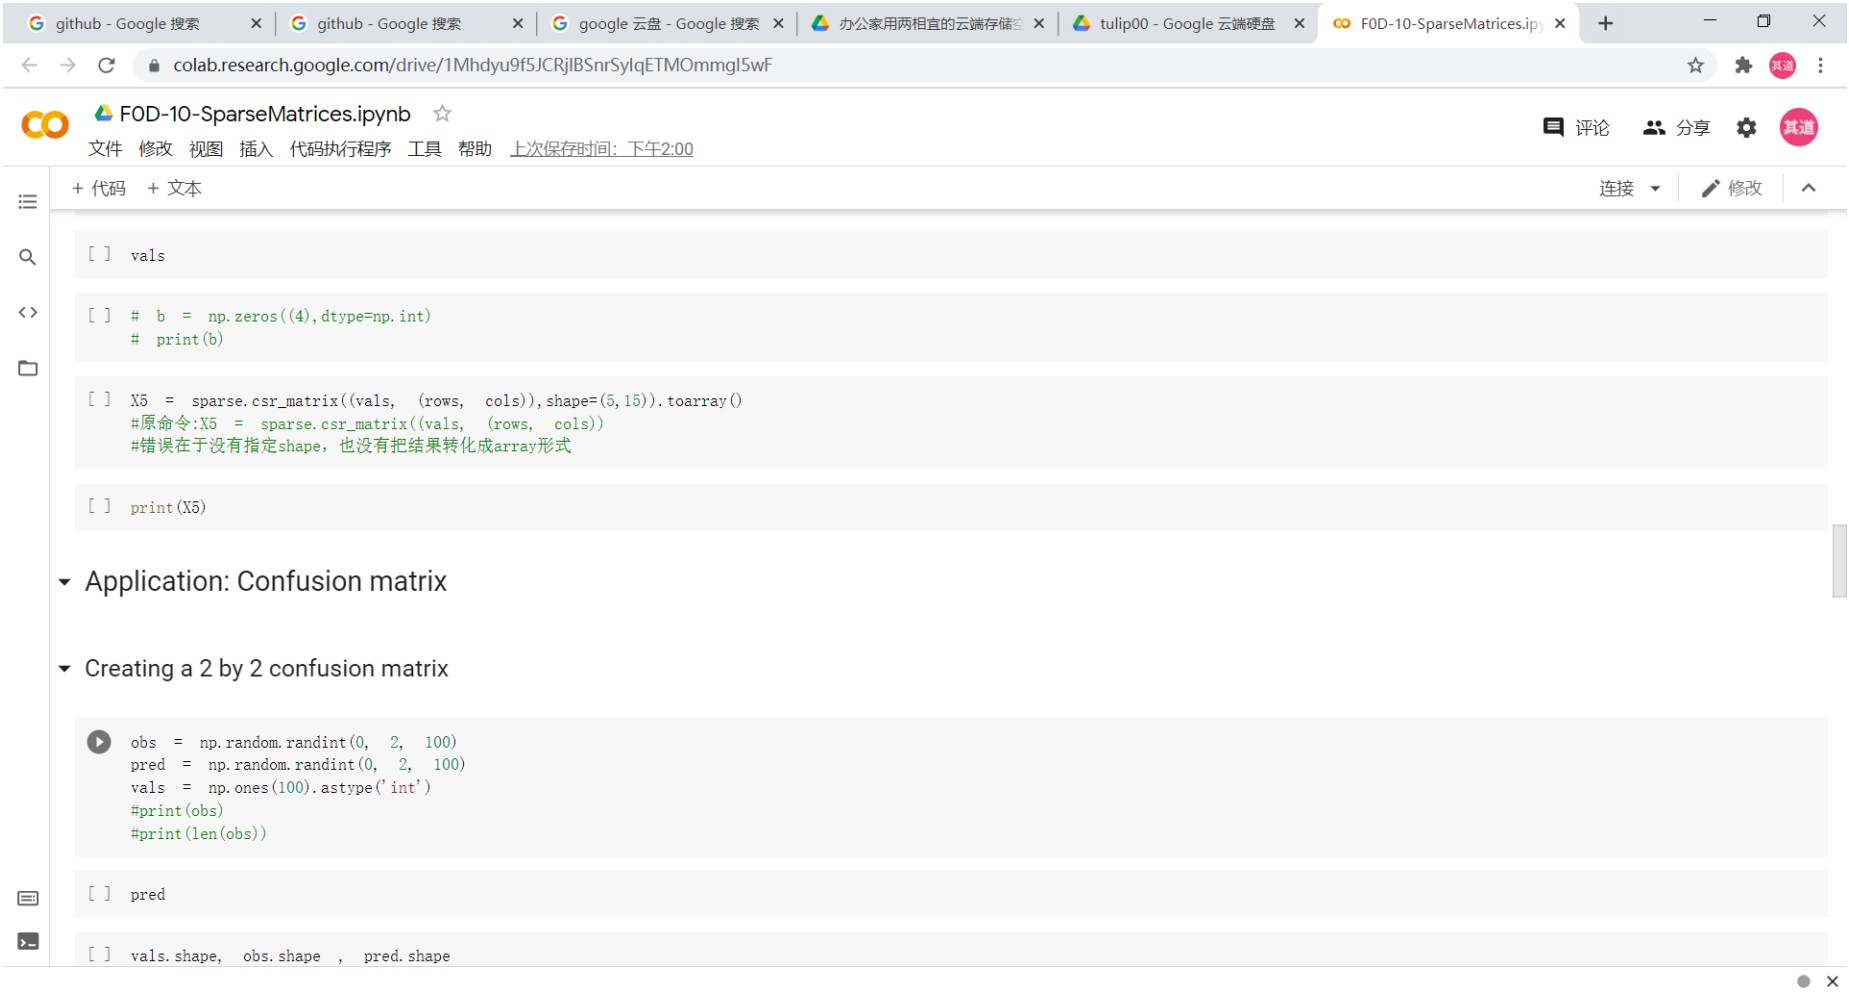 github - Google 搜索
github - Google 搜索
google 云盘 - Google 搜索
办公家用两相宜的云端存储空
tulip00 - Google 云端硬盘
F0D-10-SparseMatrices.ipy
colab.research.google.com/drive/1Mhdyu9f5JCRjlBSnrSyIqETMOmmgI5wF
其道
F0D-10-SparseMatrices.ipynb
评论 分享 其道
文件 修改 视图 插入 代码执行程序 工具 帮助 上次保存时间：下午2:00
+ 代码 + 文本 连接 修改
[ ] vals
[ ] # b = np.zeros((4),dtype=np.int)
# print(b)
[ ] X5 = sparse.csr_matrix((vals, (rows, cols)),shape=(5,15)).toarray()
#原命令:X5 = sparse.csr_matrix((vals, (rows, cols))
#错误在于没有指定shape，也没有把结果转化成array形式
[ ] print(X5)
Application: Confusion matrix
Creating a 2 by 2 confusion matrix
obs = np.random.randint(0, 2, 100)
pred = np.random.randint(0, 2, 100)
vals = np.ones(100).astype('int')
#print(obs)
#print(len(obs))
[ ] pred
[ ] vals.shape, obs.shape , pred.shape